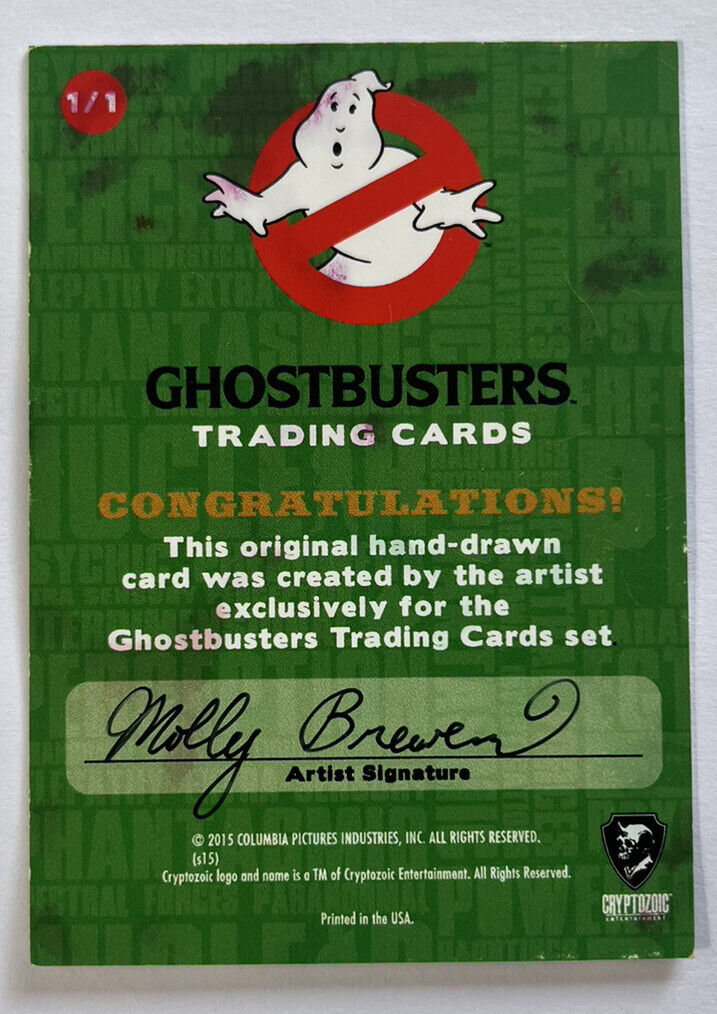 1/1
GHOSTBUSTERS™
TRADING CARDS
CONGRATULATIONS!
This original hand-drawn
card was created by the artist
exclusively for the
Ghostbusters Trading Cards set.
Molly Brewer
Artist Signature
© 2015 COLUMBIA PICTURES INDUSTRIES, INC. ALL RIGHTS RESERVED.
(s15)
Cryptozoic logo and name is a TM of Cryptozoic Entertainment. All Rights Reserved.
CRYPTOZOIC
ENTERTAINMENT
Printed in the USA.